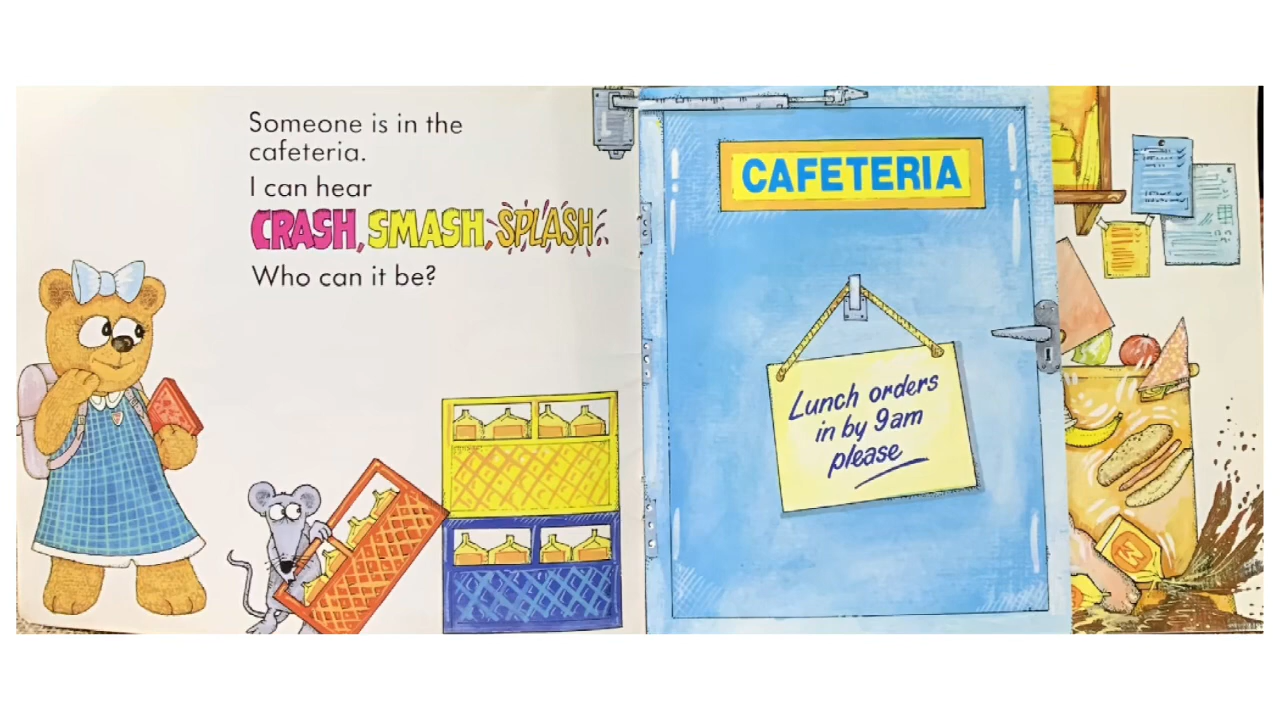 Someone is in the
cafeteria.
I can hear
CRASH, SMASH, SPLASH.
Who can it be?
CAFETERIA
Lunch orders
in by 9am
please